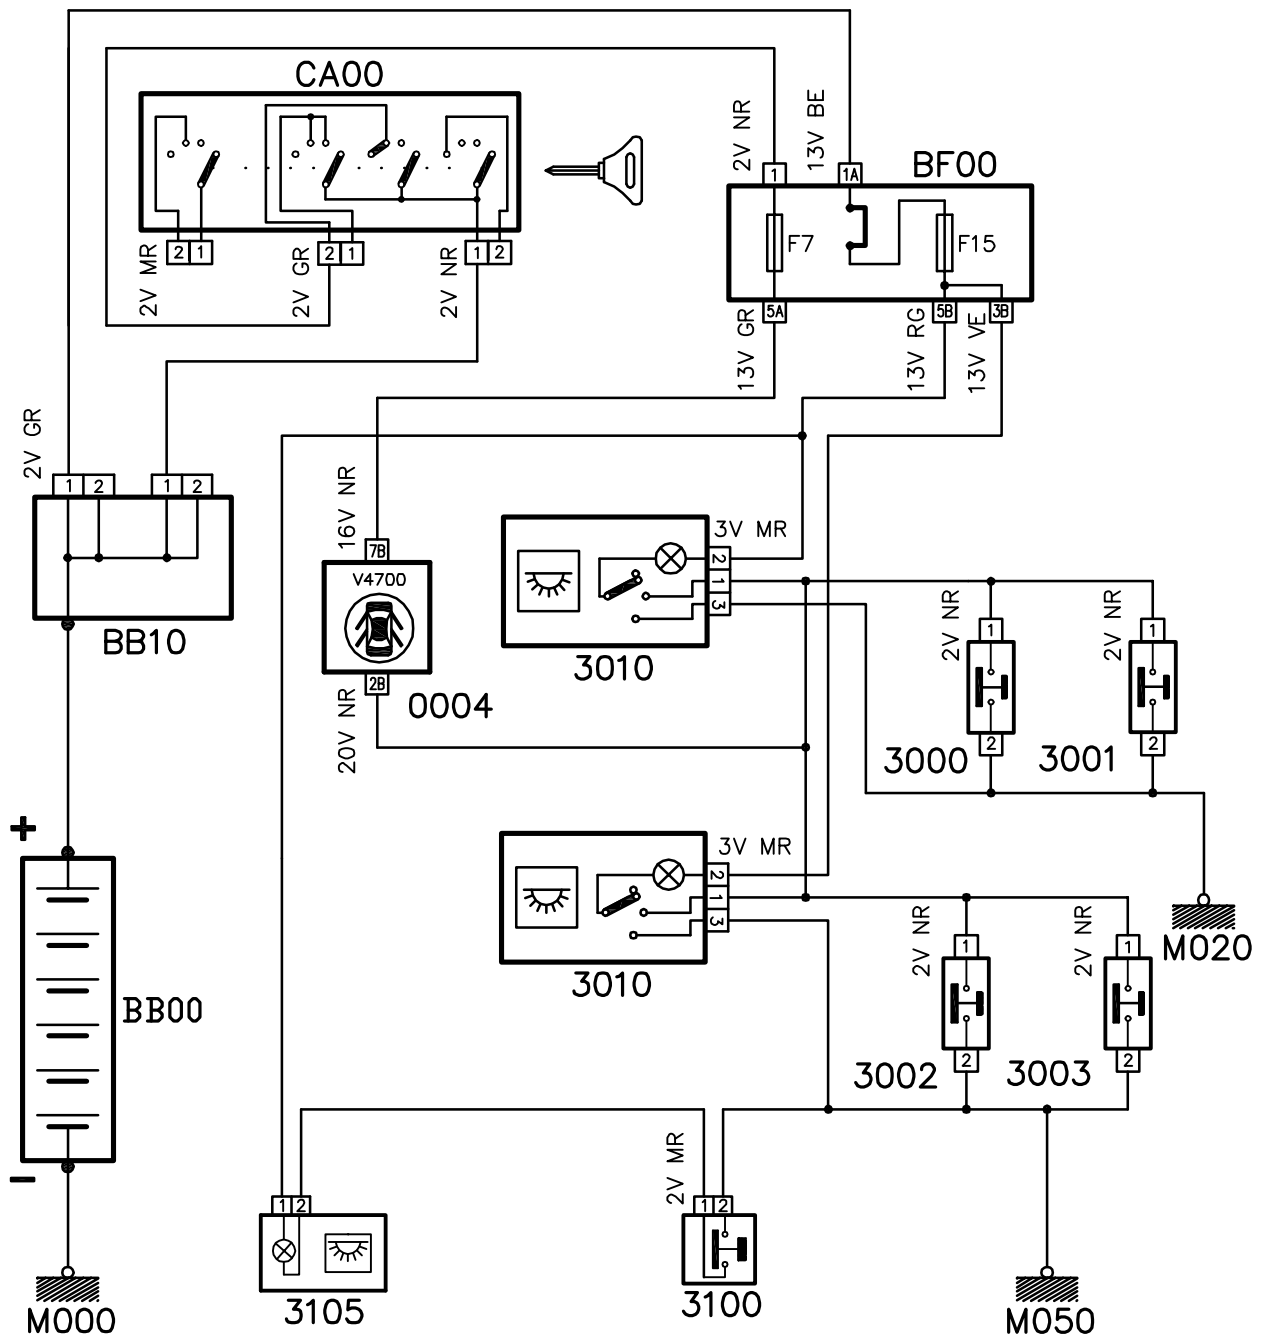 CA00
2V NR
13V BE
BF00
1
1A
F7
F15
2
1
2
1
1
2
2V MR
2V GR
2V NR
5A
5B
3B
13V GR
13V RG
13V VE
2V GR
1
2
1
2
16V NR
3V MR
7B
V4700
2
1
3
BB10
2V NR
1
2V NR
1
3010
2B
0004
20V NR
2
2
3000
3001
+
3V MR
2
1
3
2V NR
1
2V NR
1
M020
3010
BB00
2
2
3002
3003
2V MR
–
1
2
1
2
3105
3100
M000
M050